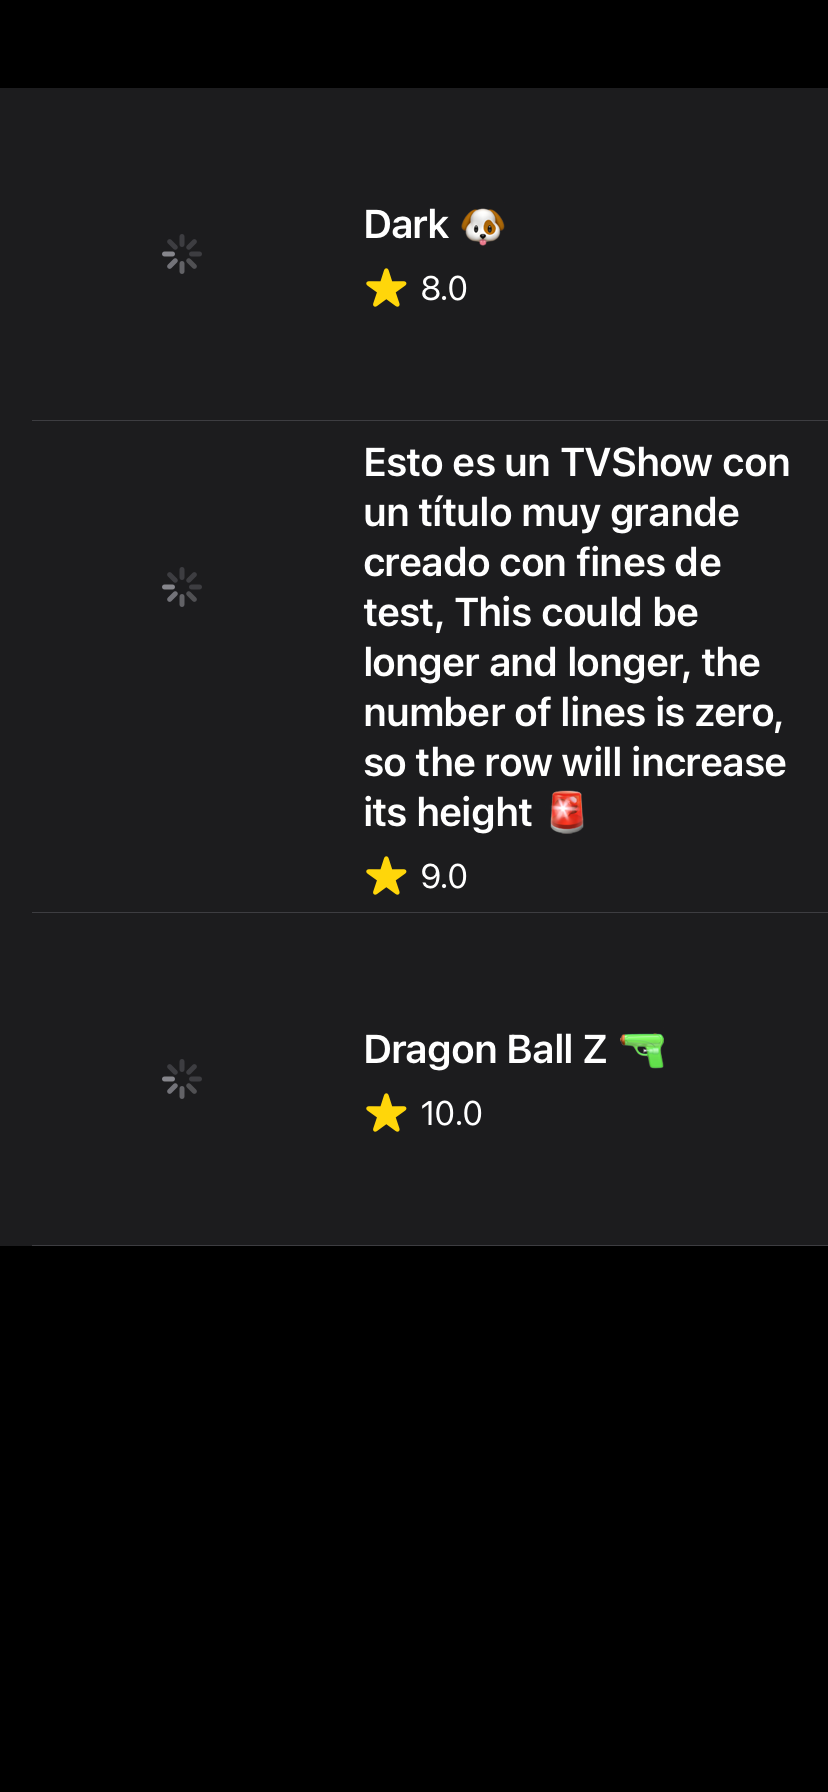 Dark 🐶
⭐ 8.0
Esto es un TVShow con
un título muy grande
creado con fines de
test, This could be
longer and longer, the
number of lines is zero,
so the row will increase
its height 🚨
⭐ 9.0
Dragon Ball Z 🔫
⭐ 10.0